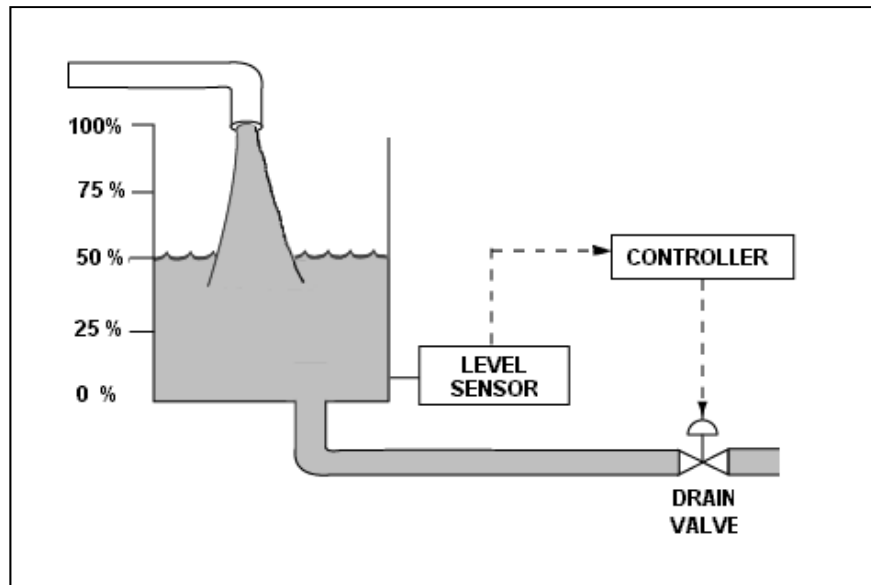 100%
75 %
50 %
25 %
0 %
CONTROLLER
LEVEL
SENSOR
DRAIN
VALVE